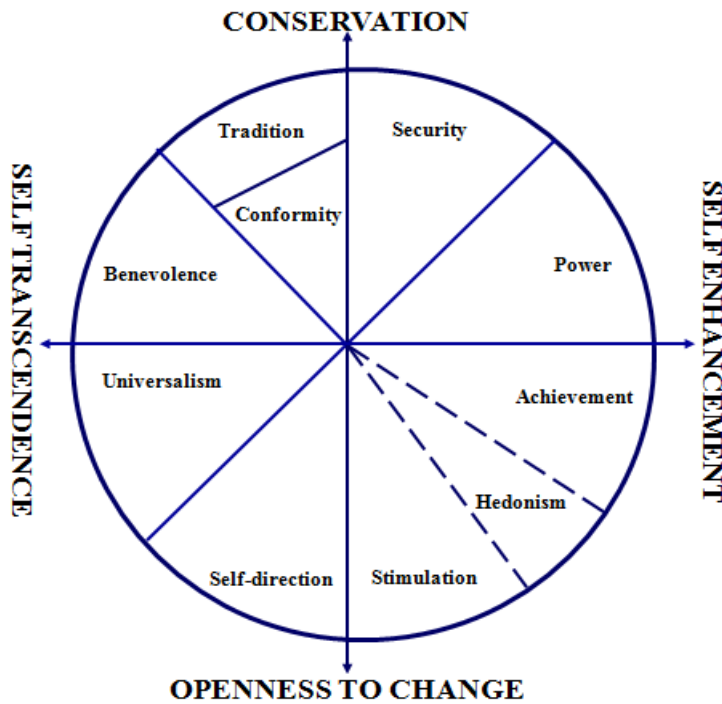 CONSERVATION
Tradition
Security
Conformity
SELF TRANSCENDENCE
SELF ENHANCEMENT
Benevolence
Power
Universalism
Achievement
Hedonism
Self-direction
Stimulation
OPENNESS TO CHANGE